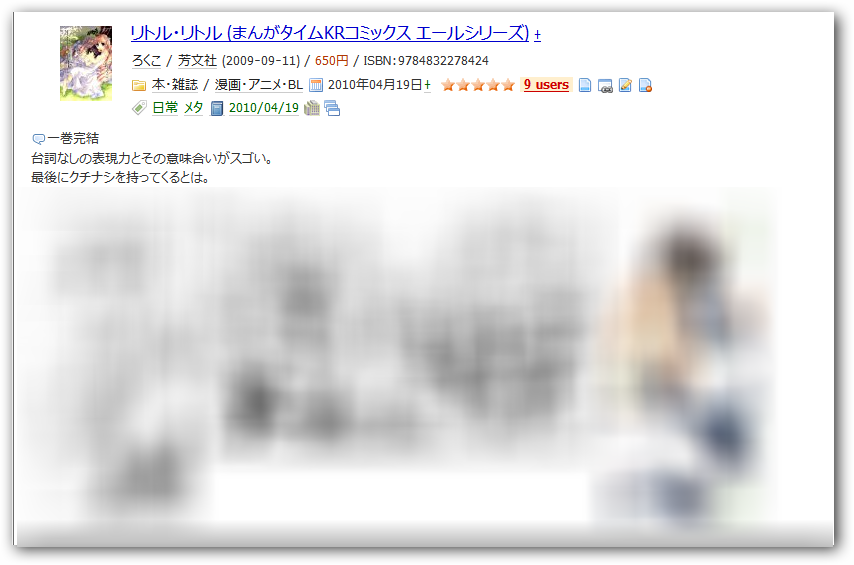 リトル・リトル (まんがタイムKRコミックス エールシリーズ) +
ろくこ / 芳文社 (2009-09-11) / 650円 / ISBN:9784832278424
本・雑誌 / 漫画・アニメ・BL 2010年04月19日+ 9 users
日常 メタ 2010/04/19
一巻完結
台詞なしの表現力とその意味合いがスゴい。
最後にクチナシを持ってくるとは。